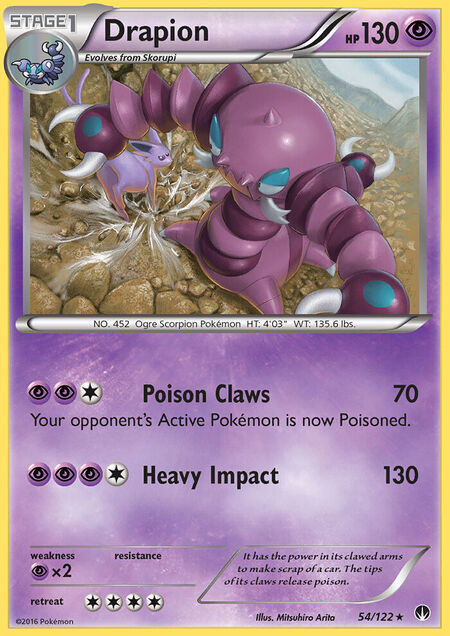 STAGE1
Drapion
HP 130
Evolves from Skorupi
NO. 452 Ogre Scorpion Pokémon HT: 4'03" WT: 135.6 lbs.
Poison Claws 70
Your opponent's Active Pokémon is now Poisoned.
Heavy Impact 130
weakness resistance
×2
retreat
It has the power in its clawed arms
to make scrap of a car. The tips
of its claws release poison.
©2016 Pokémon
Illus. Mitsuhiro Arita
54/122 ★